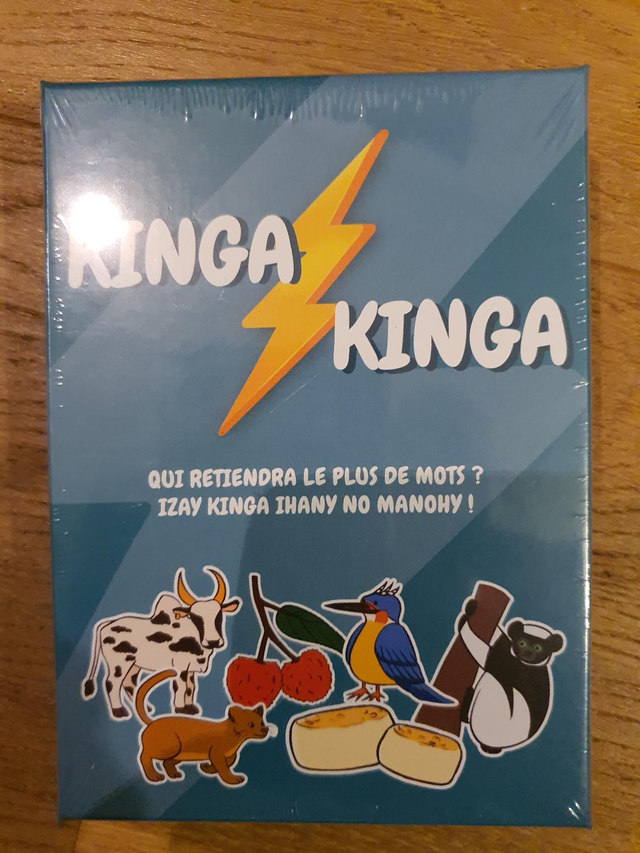 KINGA
KINGA
QUI RETIENDRA LE PLUS DE MOTS ?
IZAY KINGA IHANY NO MANOHY !